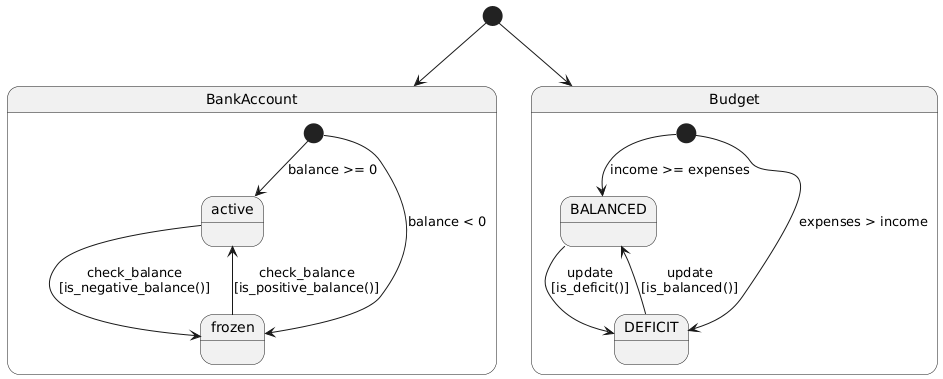 BankAccount
balance >= 0
balance < 0
active
check_balance
[is_negative_balance()]
check_balance
[is_positive_balance()]
frozen
Budget
income >= expenses
expenses > income
BALANCED
update
[is_deficit()]
update
[is_balanced()]
DEFICIT